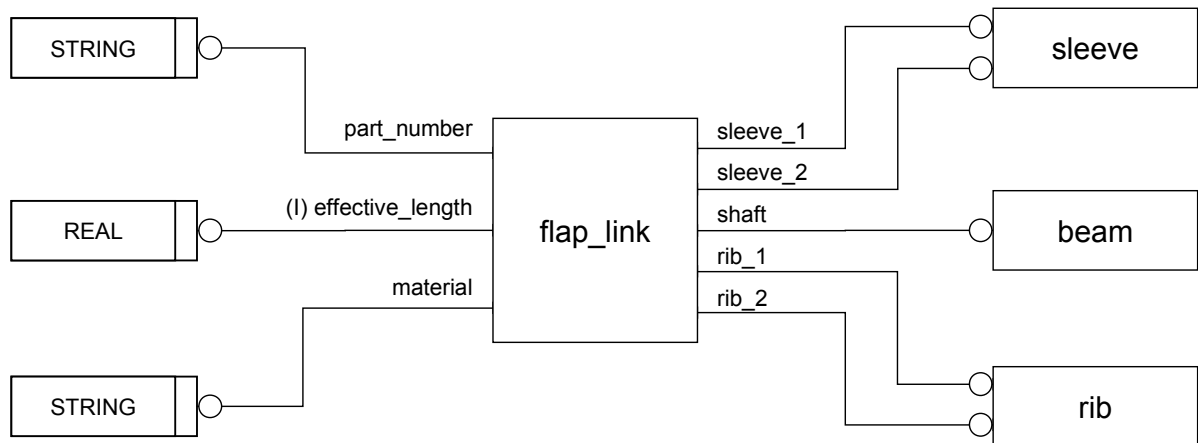 STRING
sleeve
part_number
sleeve_1
sleeve_2
REAL
(I) effective_length
flap_link
shaft
beam
rib_1
material
rib_2
STRING
rib